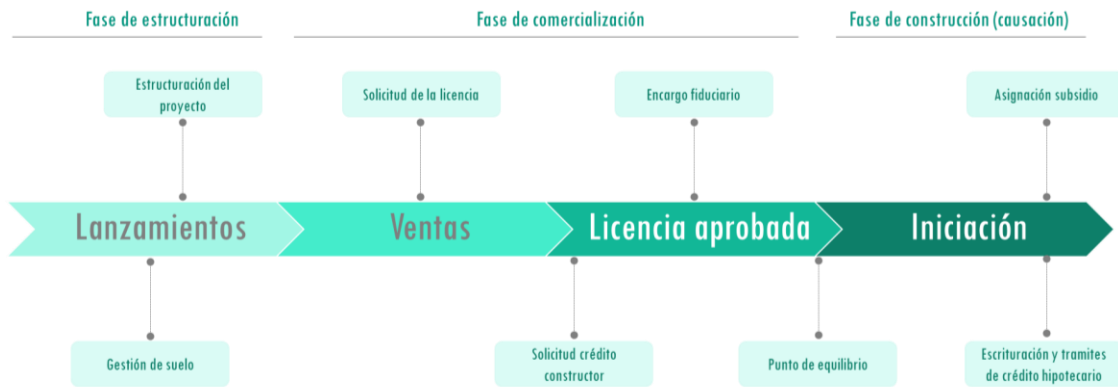 Fase de estructuración
Fase de comercialización
Fase de construcción (causación)
Estructuración del
proyecto
Solicitud de la licencia
Encargo fiduciario
Asignación subsidio
Lanzamientos
Ventas
Licencia aprobada
Iniciación
Gestión de suelo
Solicitud crédito
constructor
Punto de equilibrio
Escrituración y tramites
de crédito hipotecario